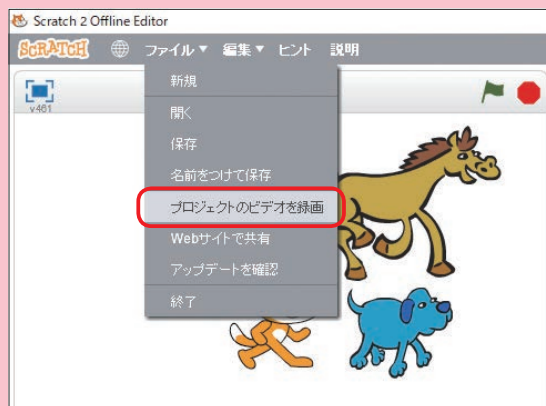 Scratch 2 Offline Editor
SCRATCH ファイル▼ 編集▼ ヒント 説明
v461
新規
開く
保存
名前をつけて保存
プロジェクトのビデオを録画
Webサイトで共有
アップデートを確認
終了